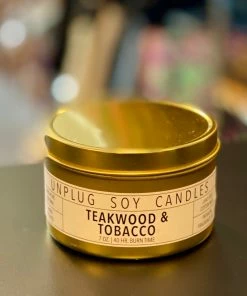 UNPLUG SOY CANDLES
TEAKWOOD &
TOBACCO
7 OZ. | 40 HR. BURN TIME